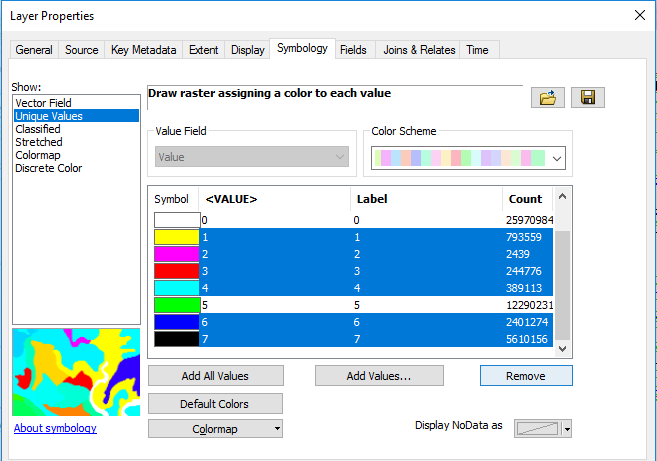 Layer Properties
General Source Key Metadata Extent Display Symbology Fields Joins & Relates Time
Show:
Vector Field
Unique Values
Classified
Stretched
Colormap
Discrete Color
Draw raster assigning a color to each value
Value Field
Value
Color Scheme
Symbol <VALUE> Label Count
0 0 25970984
1 1 793559
2 2 2439
3 3 244776
4 4 389113
5 5 12290231
6 6 2401274
7 7 5610156
Add All Values Add Values... Remove
Default Colors
Colormap
Display NoData as
About symbology